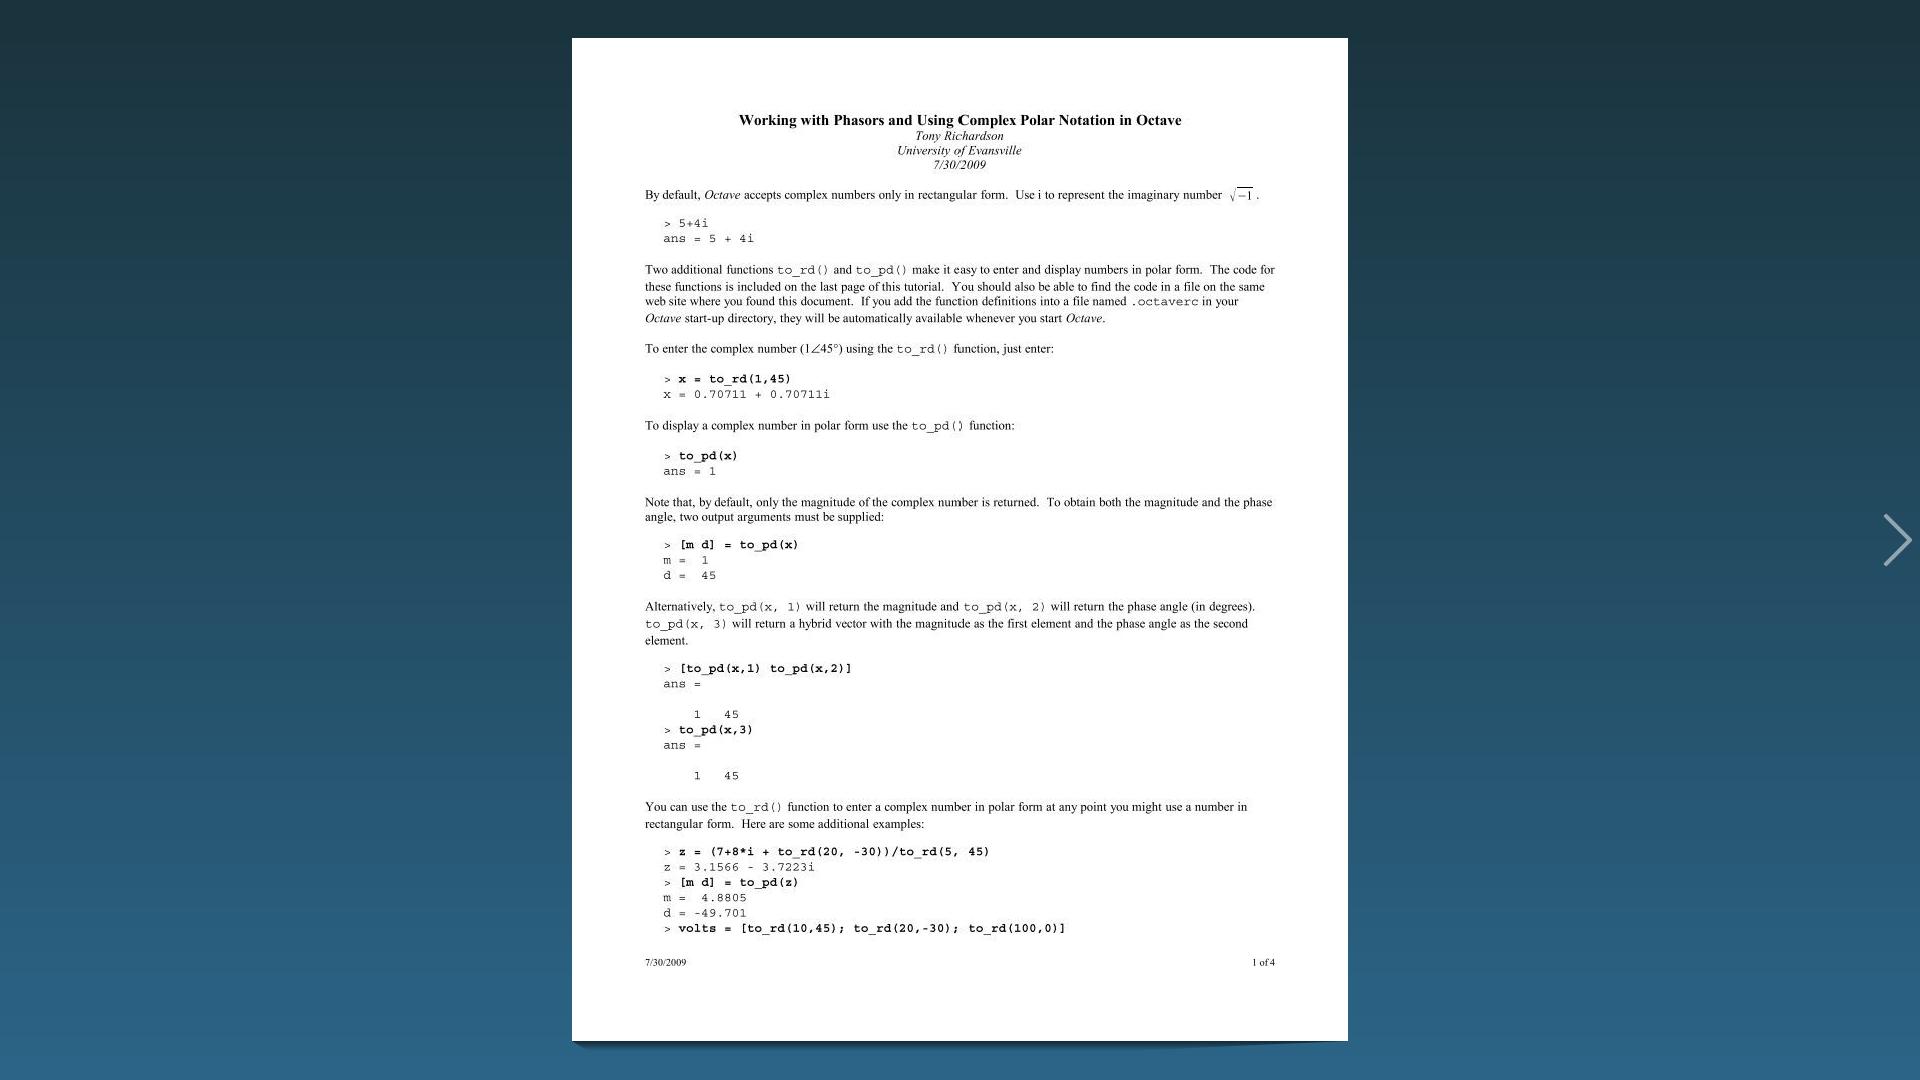 Working with Phasors and Using Complex Polar Notation in Octave
Tony Richardson
University of Evansville
7/30/2009
By default, Octave accepts complex numbers only in rectangular form.  Use i to represent the imaginary number √−1 .
> 5+4i
ans = 5 + 4i
Two additional functions to_rd() and to_pd() make it easy to enter and display numbers in polar form.  The code for
these functions is included on the last page of this tutorial.  You should also be able to find the code in a file on the same
web site where you found this document.  If you add the function definitions into a file named .octaverc in your
Octave start-up directory, they will be automatically available whenever you start Octave.
To enter the complex number (1∠45°) using the to_rd() function, just enter:
> x = to_rd(1,45)
x = 0.70711 + 0.70711i
To display a complex number in polar form use the to_pd() function:
> to_pd(x)
ans = 1
Note that, by default, only the magnitude of the complex number is returned.  To obtain both the magnitude and the phase
angle, two output arguments must be supplied:
> [m d] = to_pd(x)
m =  1
d =  45
Alternatively, to_pd(x, 1) will return the magnitude and to_pd(x, 2) will return the phase angle (in degrees).
to_pd(x, 3) will return a hybrid vector with the magnitude as the first element and the phase angle as the second
element.
> [to_pd(x,1) to_pd(x,2)]
ans =
1   45
> to_pd(x,3)
ans =
1   45
You can use the to_rd() function to enter a complex number in polar form at any point you might use a number in
rectangular form.  Here are some additional examples:
> z = (7+8*i + to_rd(20, -30))/to_rd(5, 45)
z = 3.1566 - 3.7223i
> [m d] = to_pd(z)
m =  4.8805
d = -49.701
> volts = [to_rd(10,45); to_rd(20,-30); to_rd(100,0)]
7/30/2009 1 of 4